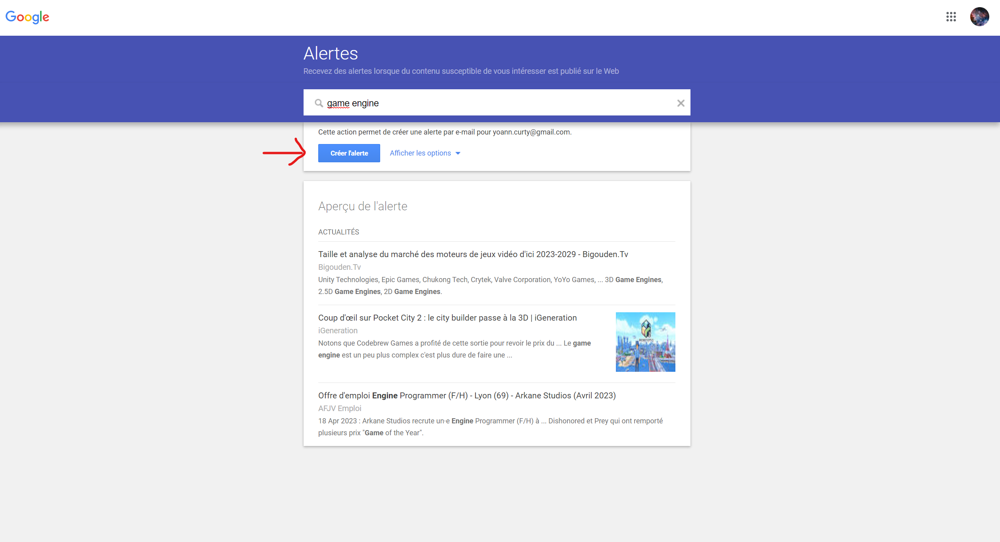 Google
Alertes
Recevez des alertes lorsque du contenu susceptible de vous intéresser est publié sur le Web
game engine
Cette action permet de créer une alerte par e-mail pour yoann.curty@gmail.com.
Créer l'alerte Afficher les options
Aperçu de l'alerte
ACTUALITÉS
Taille et analyse du marché des moteurs de jeux vidéo d'ici 2023-2029 - Bigouden.Tv
Bigouden.Tv
Unity Technologies, Epic Games, Chukong Tech, Crytek, Valve Corporation, YoYo Games, ... 3D Game Engines,
2.5D Game Engines, 2D Game Engines.
Coup d'œil sur Pocket City 2 : le city builder passe à la 3D | iGeneration
iGeneration
Notons que Codebrew Games a profité de cette sortie pour revoir le prix du ... Le game
engine est un peu plus complex c'est plus dure de faire une ...
Offre d'emploi Engine Programmer (F/H) - Lyon (69) - Arkane Studios (Avril 2023)
AFJV Emploi
18 Apr 2023 : Arkane Studios recrute un·e Engine Programmer (F/H) à ... Dishonored et Prey qui ont remporté
plusieurs prix "Game of the Year".